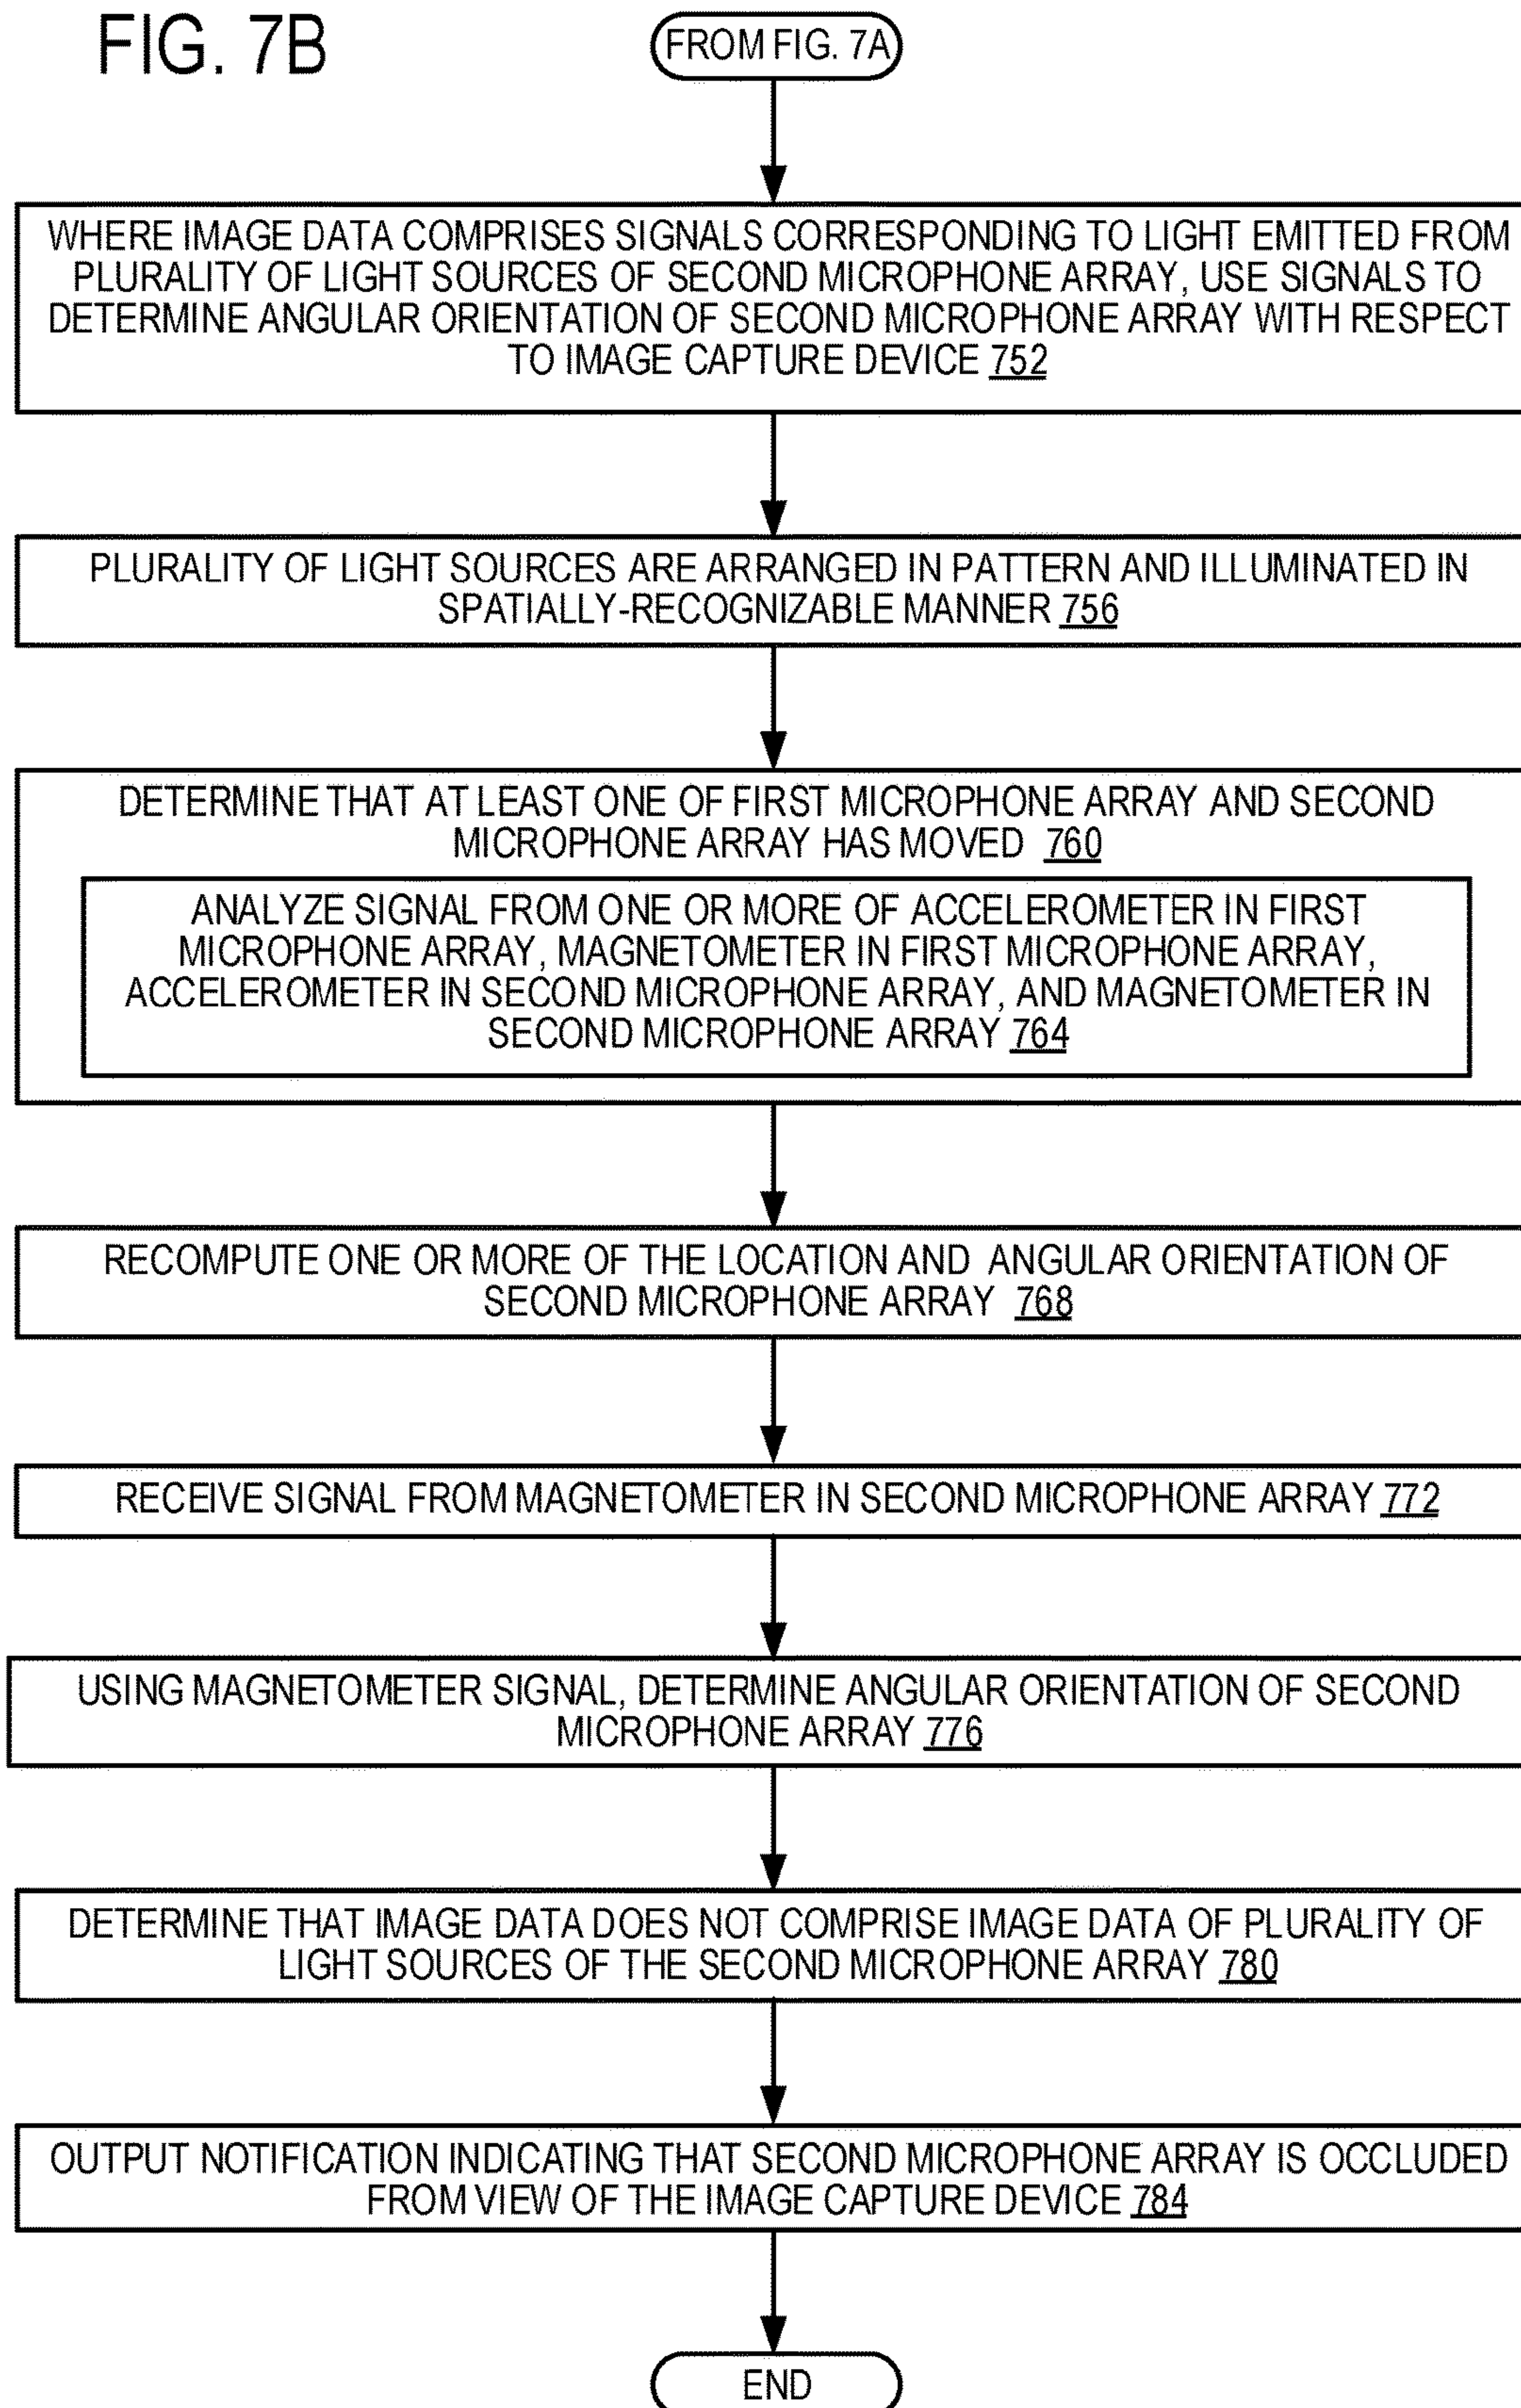 FIG. 7B
FROM FIG. 7A
WHERE IMAGE DATA COMPRISES SIGNALS CORRESPONDING TO LIGHT EMITTED FROM
PLURALITY OF LIGHT SOURCES OF SECOND MICROPHONE ARRAY, USE SIGNALS TO
DETERMINE ANGULAR ORIENTATION OF SECOND MICROPHONE ARRAY WITH RESPECT
TO IMAGE CAPTURE DEVICE 752
PLURALITY OF LIGHT SOURCES ARE ARRANGED IN PATTERN AND ILLUMINATED IN
SPATIALLY-RECOGNIZABLE MANNER 756
DETERMINE THAT AT LEAST ONE OF FIRST MICROPHONE ARRAY AND SECOND
MICROPHONE ARRAY HAS MOVED 760
ANALYZE SIGNAL FROM ONE OR MORE OF ACCELEROMETER IN FIRST
MICROPHONE ARRAY, MAGNETOMETER IN FIRST MICROPHONE ARRAY,
ACCELEROMETER IN SECOND MICROPHONE ARRAY, AND MAGNETOMETER IN
SECOND MICROPHONE ARRAY 764
RECOMPUTE ONE OR MORE OF THE LOCATION AND ANGULAR ORIENTATION OF
SECOND MICROPHONE ARRAY 768
RECEIVE SIGNAL FROM MAGNETOMETER IN SECOND MICROPHONE ARRAY 772
USING MAGNETOMETER SIGNAL, DETERMINE ANGULAR ORIENTATION OF SECOND
MICROPHONE ARRAY 776
DETERMINE THAT IMAGE DATA DOES NOT COMPRISE IMAGE DATA OF PLURALITY OF
LIGHT SOURCES OF THE SECOND MICROPHONE ARRAY 780
OUTPUT NOTIFICATION INDICATING THAT SECOND MICROPHONE ARRAY IS OCCLUDED
FROM VIEW OF THE IMAGE CAPTURE DEVICE 784
END